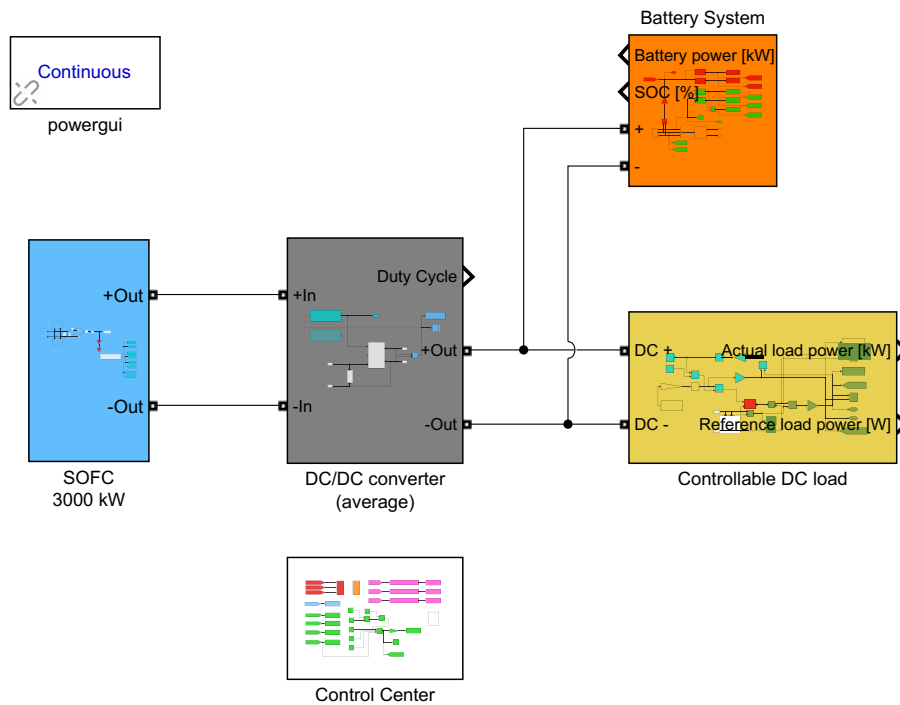 Battery System
Continuous
powergui
Battery power [kW]
SOC [%]
+
-
+Out
-Out
SOFC
3000 kW
Duty Cycle
+In
+Out
-In
-Out
DC/DC converter
(average)
DC +
Actual load power [kW]
DC -
Reference load power [W]
Controllable DC load
Control Center